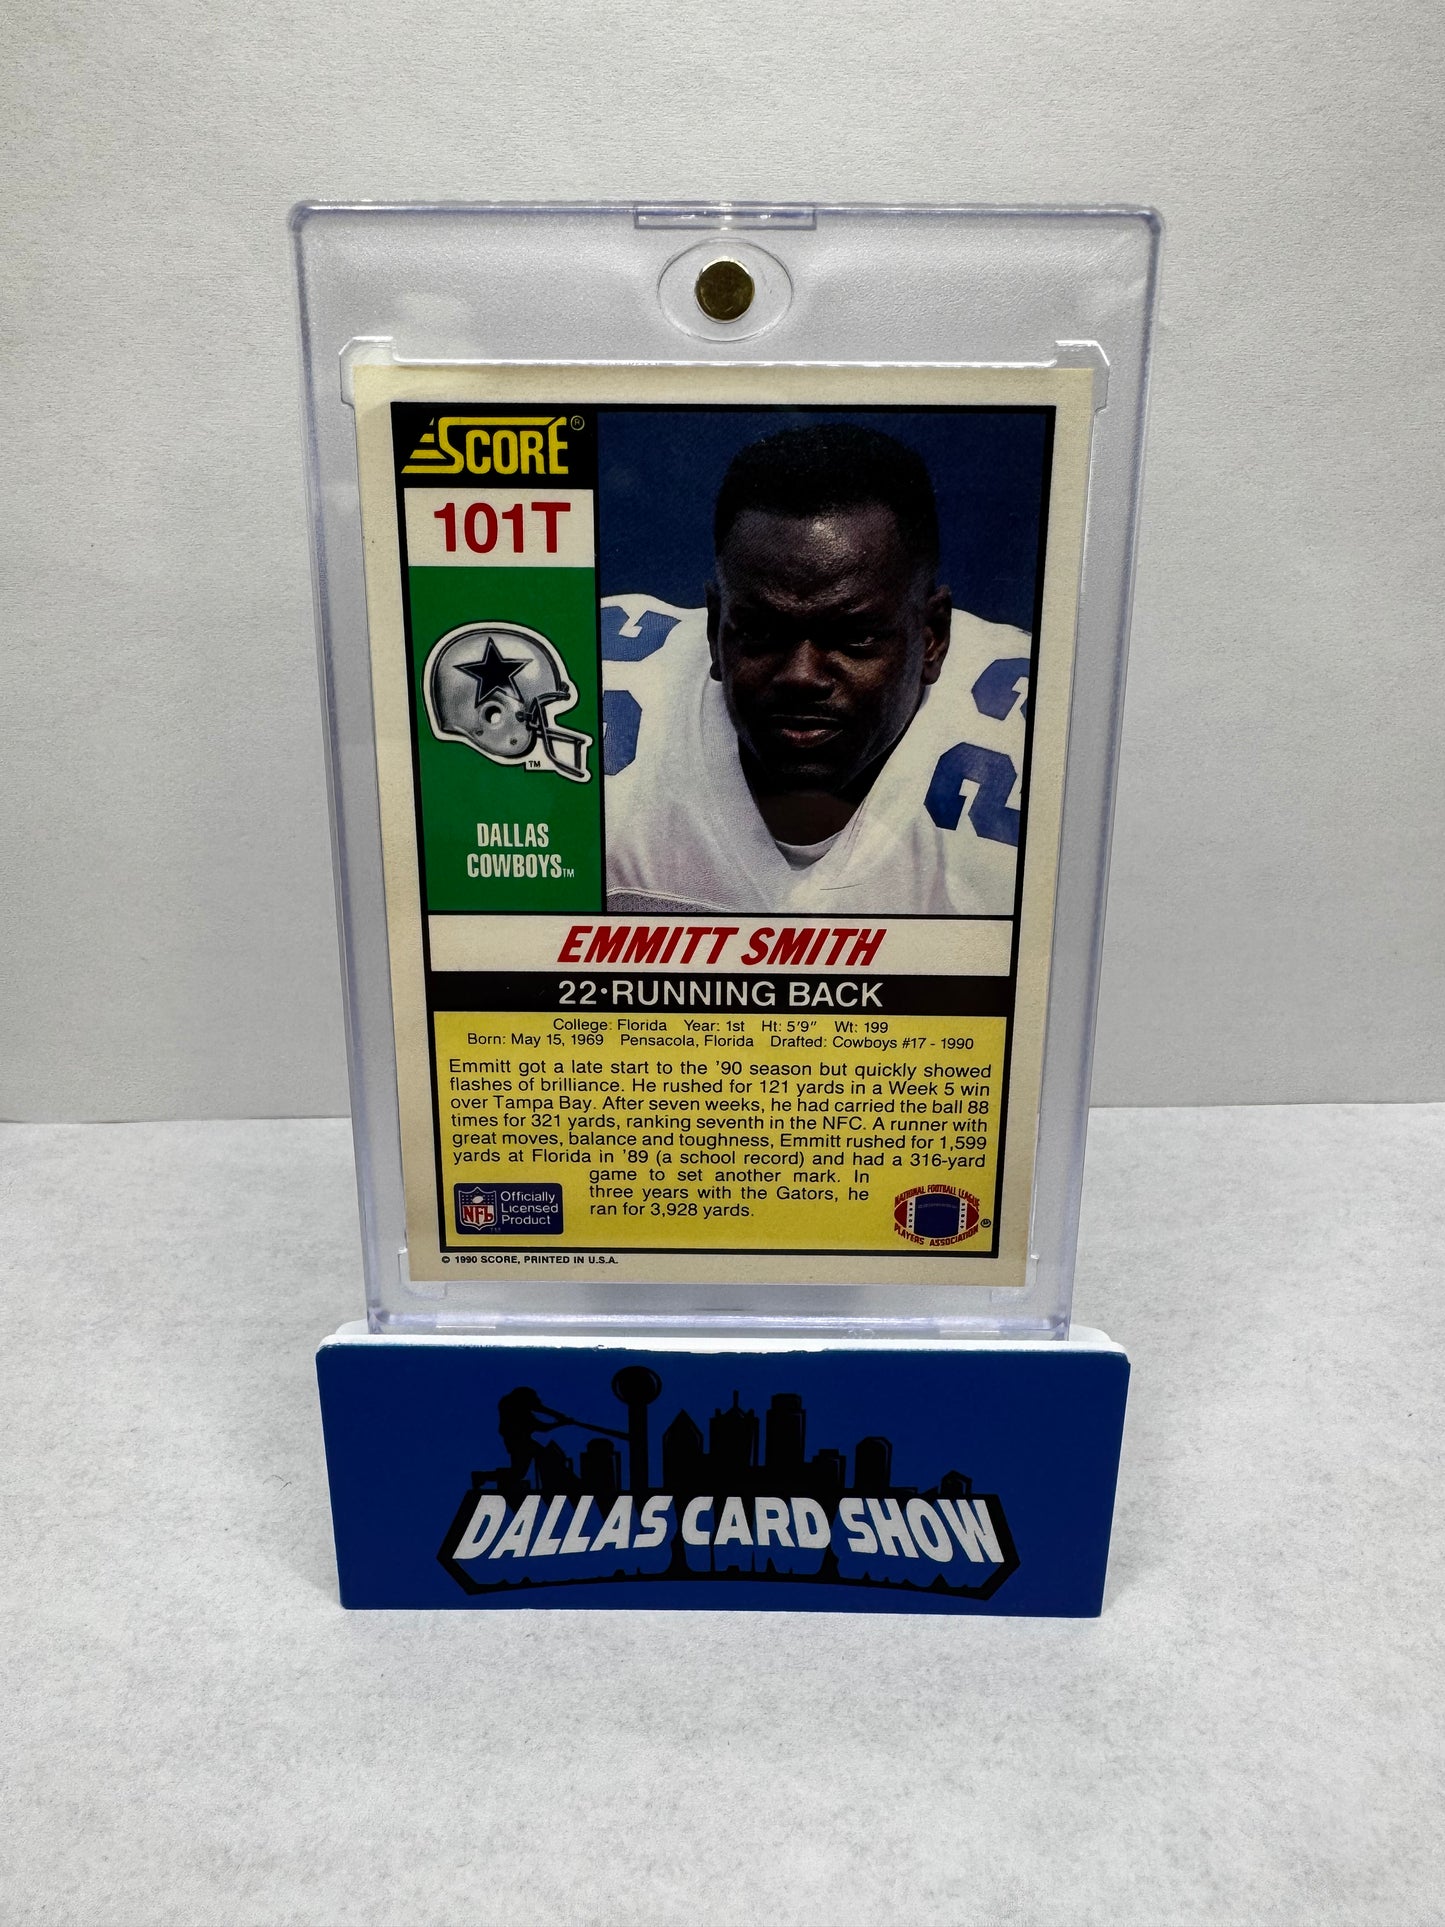 SCORE®
101T
TM
DALLAS
COWBOYS™
EMMITT SMITH
22·RUNNING BACK
College: Florida Year: 1st Ht: 5'9" Wt: 199
Born: May 15, 1969 Pensacola, Florida Drafted: Cowboys #17 - 1990
Emmitt got a late start to the '90 season but quickly showed
flashes of brilliance. He rushed for 121 yards in a Week 5 win
over Tampa Bay. After seven weeks, he had carried the ball 88
times for 321 yards, ranking seventh in the NFC. A runner with
great moves, balance and toughness, Emmitt rushed for 1,599
yards at Florida in '89 (a school record) and had a 316-yard
game to set another mark. In
three years with the Gators, he
ran for 3,928 yards.
NFL
Officially
Licensed
Product
TM
NATIONAL FOOTBALL LEAGUE
PLAYERS ASSOCIATION
®
© 1990 SCORE, PRINTED IN U.S.A.
DALLAS CARD SHOW